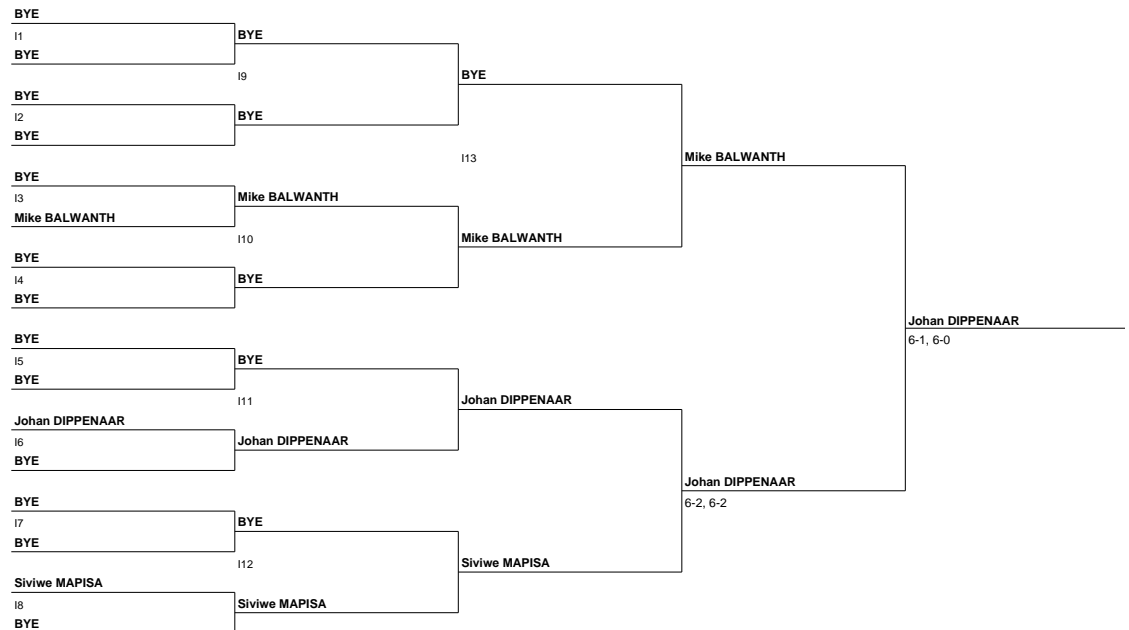 BYE
I1
BYE
BYE
I9
BYE
BYE
I2
BYE
BYE
I13
Mike BALWANTH
BYE
I3
Mike BALWANTH
Mike BALWANTH
I10
Mike BALWANTH
BYE
I4
BYE
BYE
Johan DIPPENAAR
6-1, 6-0
BYE
I5
BYE
BYE
I11
Johan DIPPENAAR
Johan DIPPENAAR
I6
Johan DIPPENAAR
BYE
Johan DIPPENAAR
6-2, 6-2
BYE
I7
BYE
BYE
I12
Siviwe MAPISA
Siviwe MAPISA
I8
Siviwe MAPISA
BYE